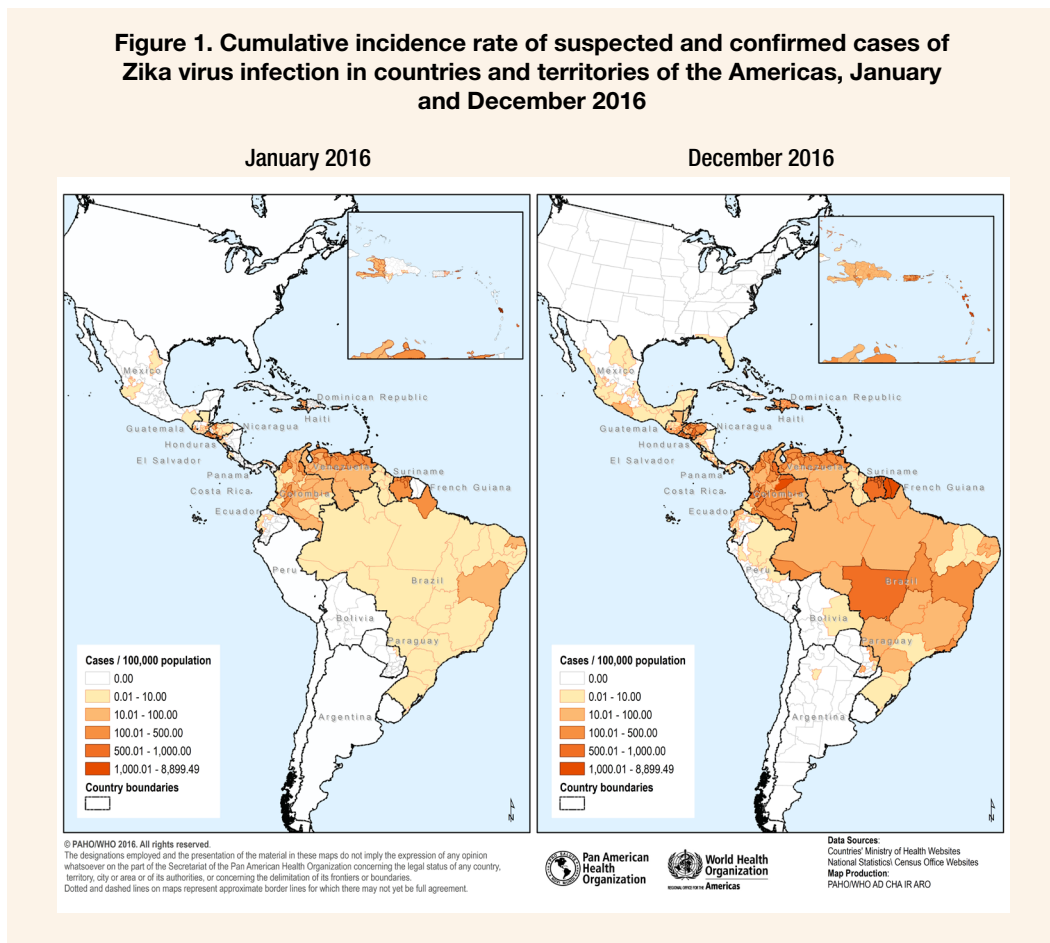 Figure 1. Cumulative incidence rate of suspected and confirmed cases of
Zika virus infection in countries and territories of the Americas, January
and December 2016
January 2016
México
Dominican Republic
Haiti
Guatemala
Nicaragua
Honduras
El Salvador
Venezuela
Panama
Suriname
Costa Rica
French Guiana
Colombia
Ecuador
Peru
Brazil
Bolivia
Paraguay
Argentina
Cases / 100,000 population
0.00
0.01 - 10.00
10.01 - 100.00
100.01 - 500.00
500.01 - 1,000.00
1,000.01 - 8,899.49
Country boundaries
N
December 2016
México
Dominican Republic
Haiti
Guatemala
Nicaragua
Honduras
El Salvador
Venezuela
Panama
Suriname
Costa Rica
French Guiana
Colombia
Ecuador
Peru
Brazil
Bolivia
Paraguay
Argentina
Cases / 100,000 population
0.00
0.01 - 10.00
10.01 - 100.00
100.01 - 500.00
500.01 - 1,000.00
1,000.01 - 8,899.49
Country boundaries
N
© PAHO/WHO 2016. All rights reserved.
The designations employed and the presentation of the material in these maps do not imply the expression of any opinion
whatsoever on the part of the Secretariat of the Pan American Health Organization concerning the legal status of any country,
territory, city or area or of its authorities, or concerning the delimitation of its frontiers or boundaries.
Dotted and dashed lines on maps represent approximate border lines for which there may not yet be full agreement.
Pan American
Health
Organization
World Health
Organization
REGIONAL OFFICE FOR THE Americas
Data Sources:
Countries' Ministry of Health Websites
National Statistics\ Census Office Websites
Map Production:
PAHO/WHO AD CHA IR ARO